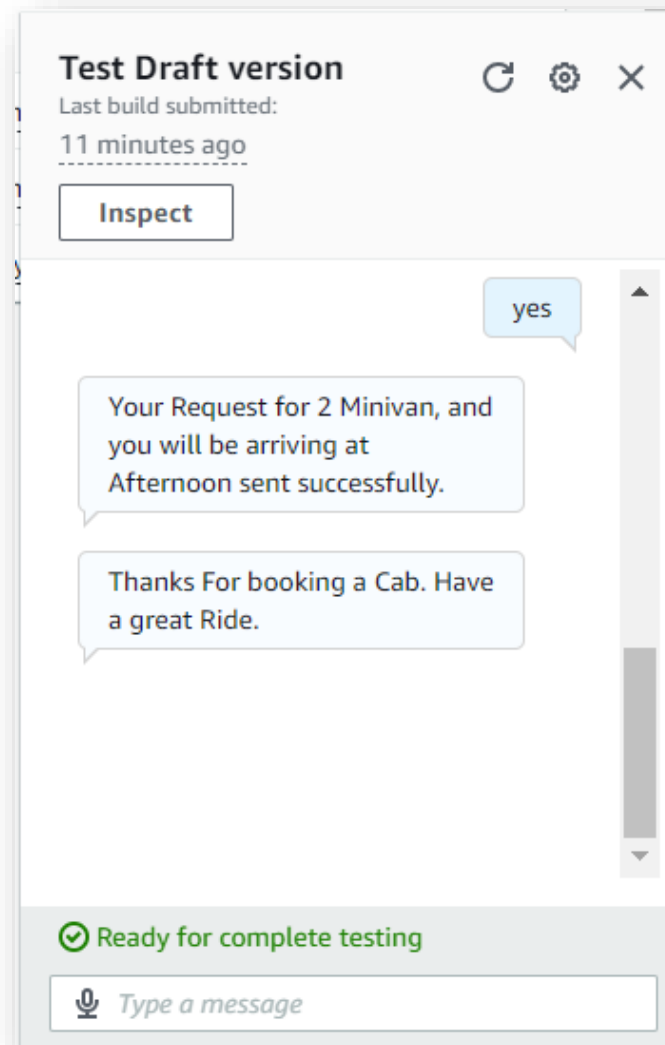 Test Draft version
Last build submitted:
11 minutes ago
Inspect
yes
Your Request for 2 Minivan, and
you will be arriving at
Afternoon sent successfully.
Thanks For booking a Cab. Have
a great Ride.
Ready for complete testing
Type a message